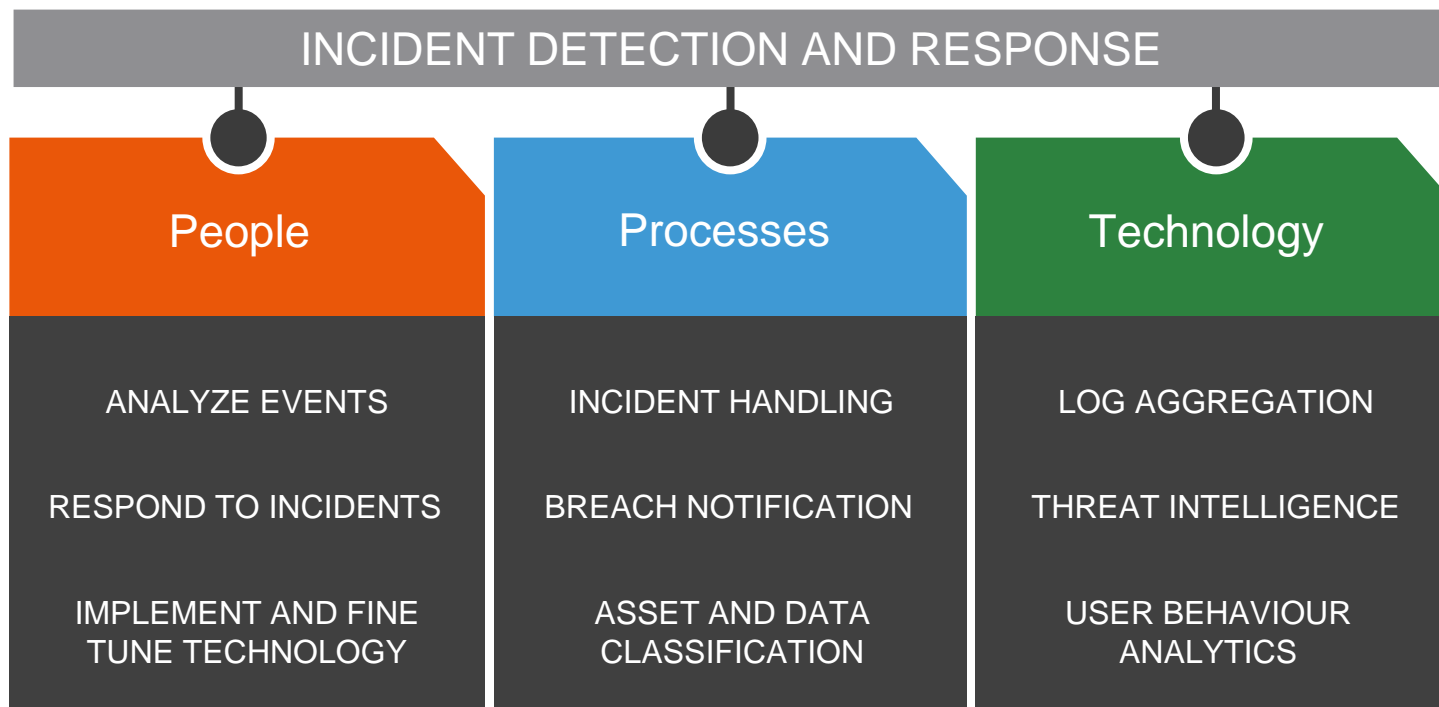 INCIDENT DETECTION AND RESPONSE
People
ANALYZE EVENTS
RESPOND TO INCIDENTS
IMPLEMENT AND FINE
TUNE TECHNOLOGY
Processes
INCIDENT HANDLING
BREACH NOTIFICATION
ASSET AND DATA
CLASSIFICATION
Technology
LOG AGGREGATION
THREAT INTELLIGENCE
USER BEHAVIOUR
ANALYTICS